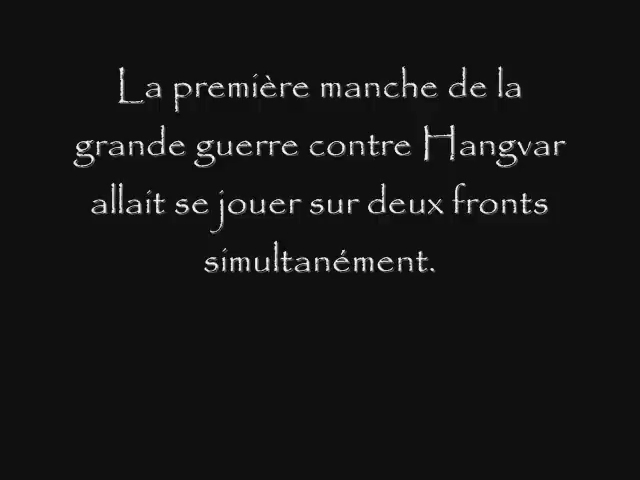 La première manche de la
grande guerre contre Hangvar
allait se jouer sur deux fronts
simultanément.